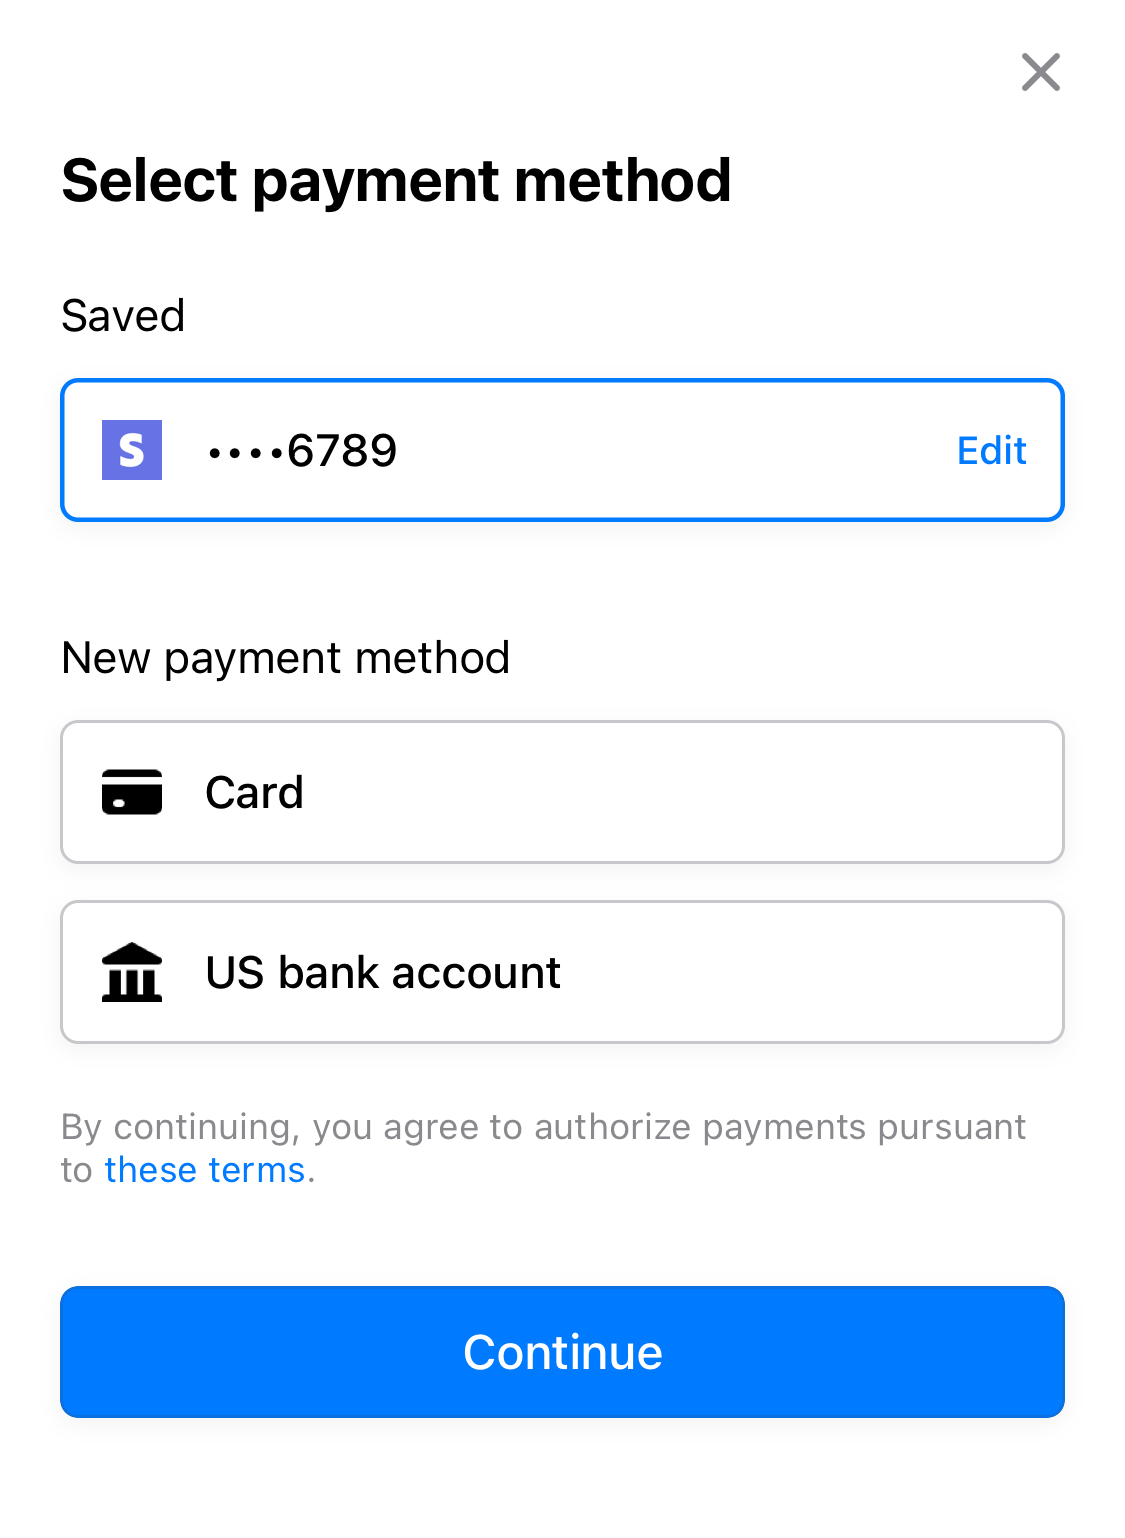 Select payment method
Saved
S ••••6789 Edit
New payment method
Card
US bank account
By continuing, you agree to authorize payments pursuant
to these terms.
Continue